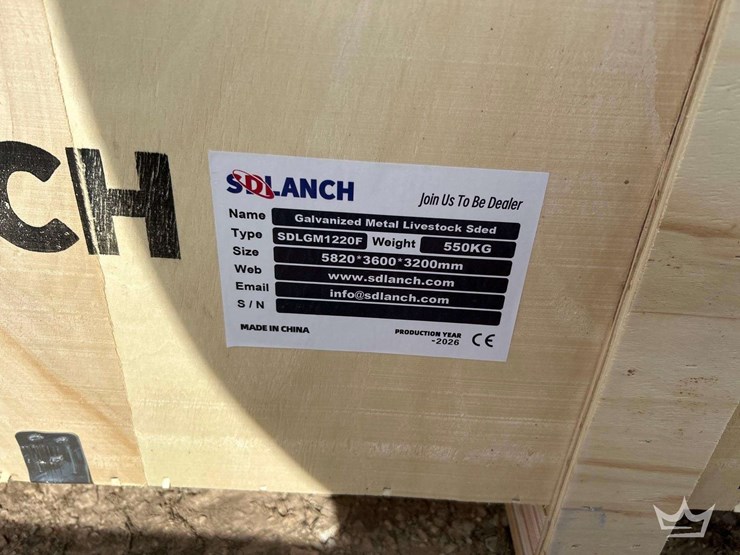 CH
SDLANCH
Join Us To Be Dealer
Name Galvanized Metal Livestock Sded
Type SDLGM1220F Weight 550KG
Size 5820*3600*3200mm
Web www.sdlanch.com
Email info@sdlanch.com
S / N
MADE IN CHINA
PRODUCTION YEAR
-2026
CE